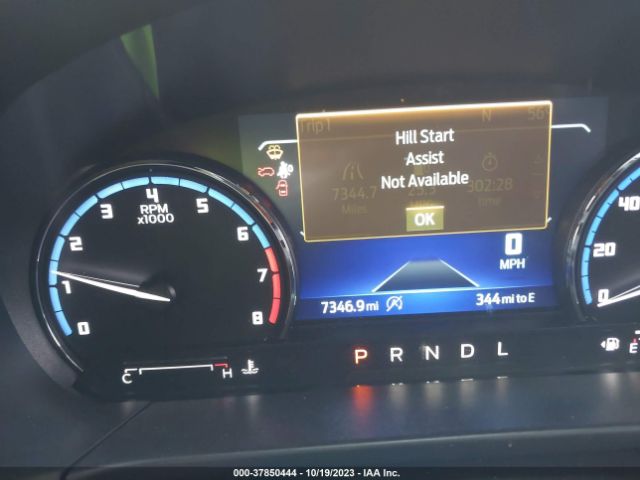 Trip 1 N 56
Hill Start
Assist
Not Available
7344.7 302:28
Miles time
OK
0
MPH
7346.9 mi 344 mi to E
0 1 2 3 4 5 6 7 8
RPM
x1000
40
20
0
C H
P R N D L
E
000-37850444 - 10/19/2023 - IAA Inc.